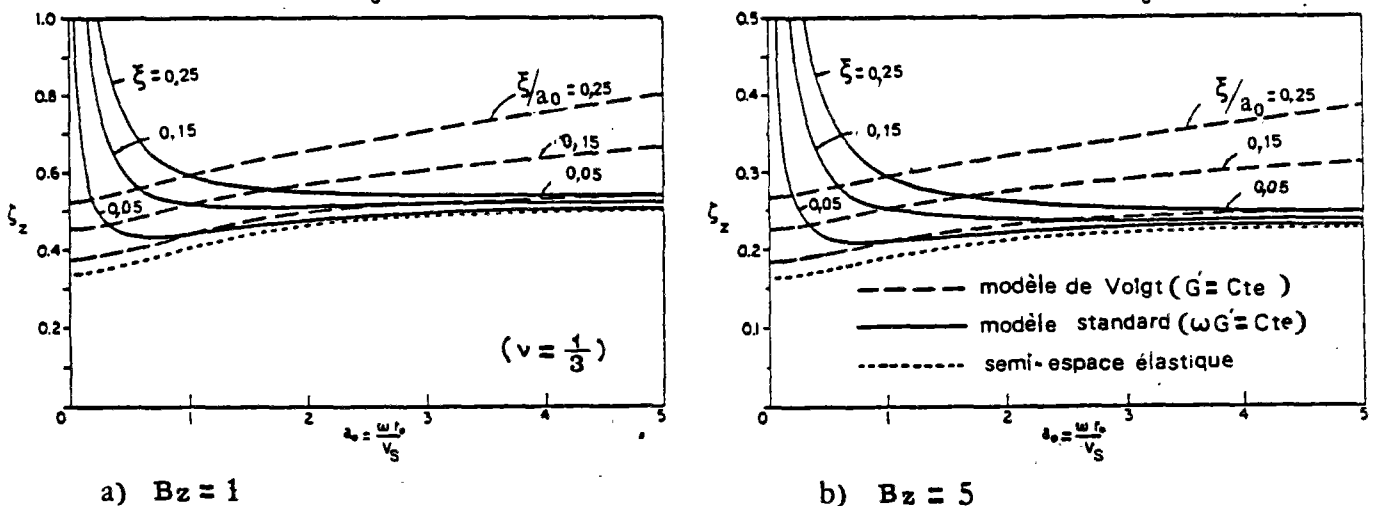 1.0
0.8
0.6
0.4
0.2
ζz
ξ = 0,25
0,15
0,05
ξ/a0 = 0,25
0,15
0,05
(ν = 1/3)
0 1 2 3 4 5
a₀ = ω r₀ / VS
a) Bz = 1
0.5
0.4
0.3
0.2
0.1
ζz
ξ = 0,25
0,15
0,05
ξ/a0 = 0,25
0,15
0,05
modèle de Voigt (G' = Cte)
modèle standard (ωG' = Cte)
semi-espace élastique
0 1 2 3 4 5
a₀ = ω r₀ / VS
b) Bz = 5